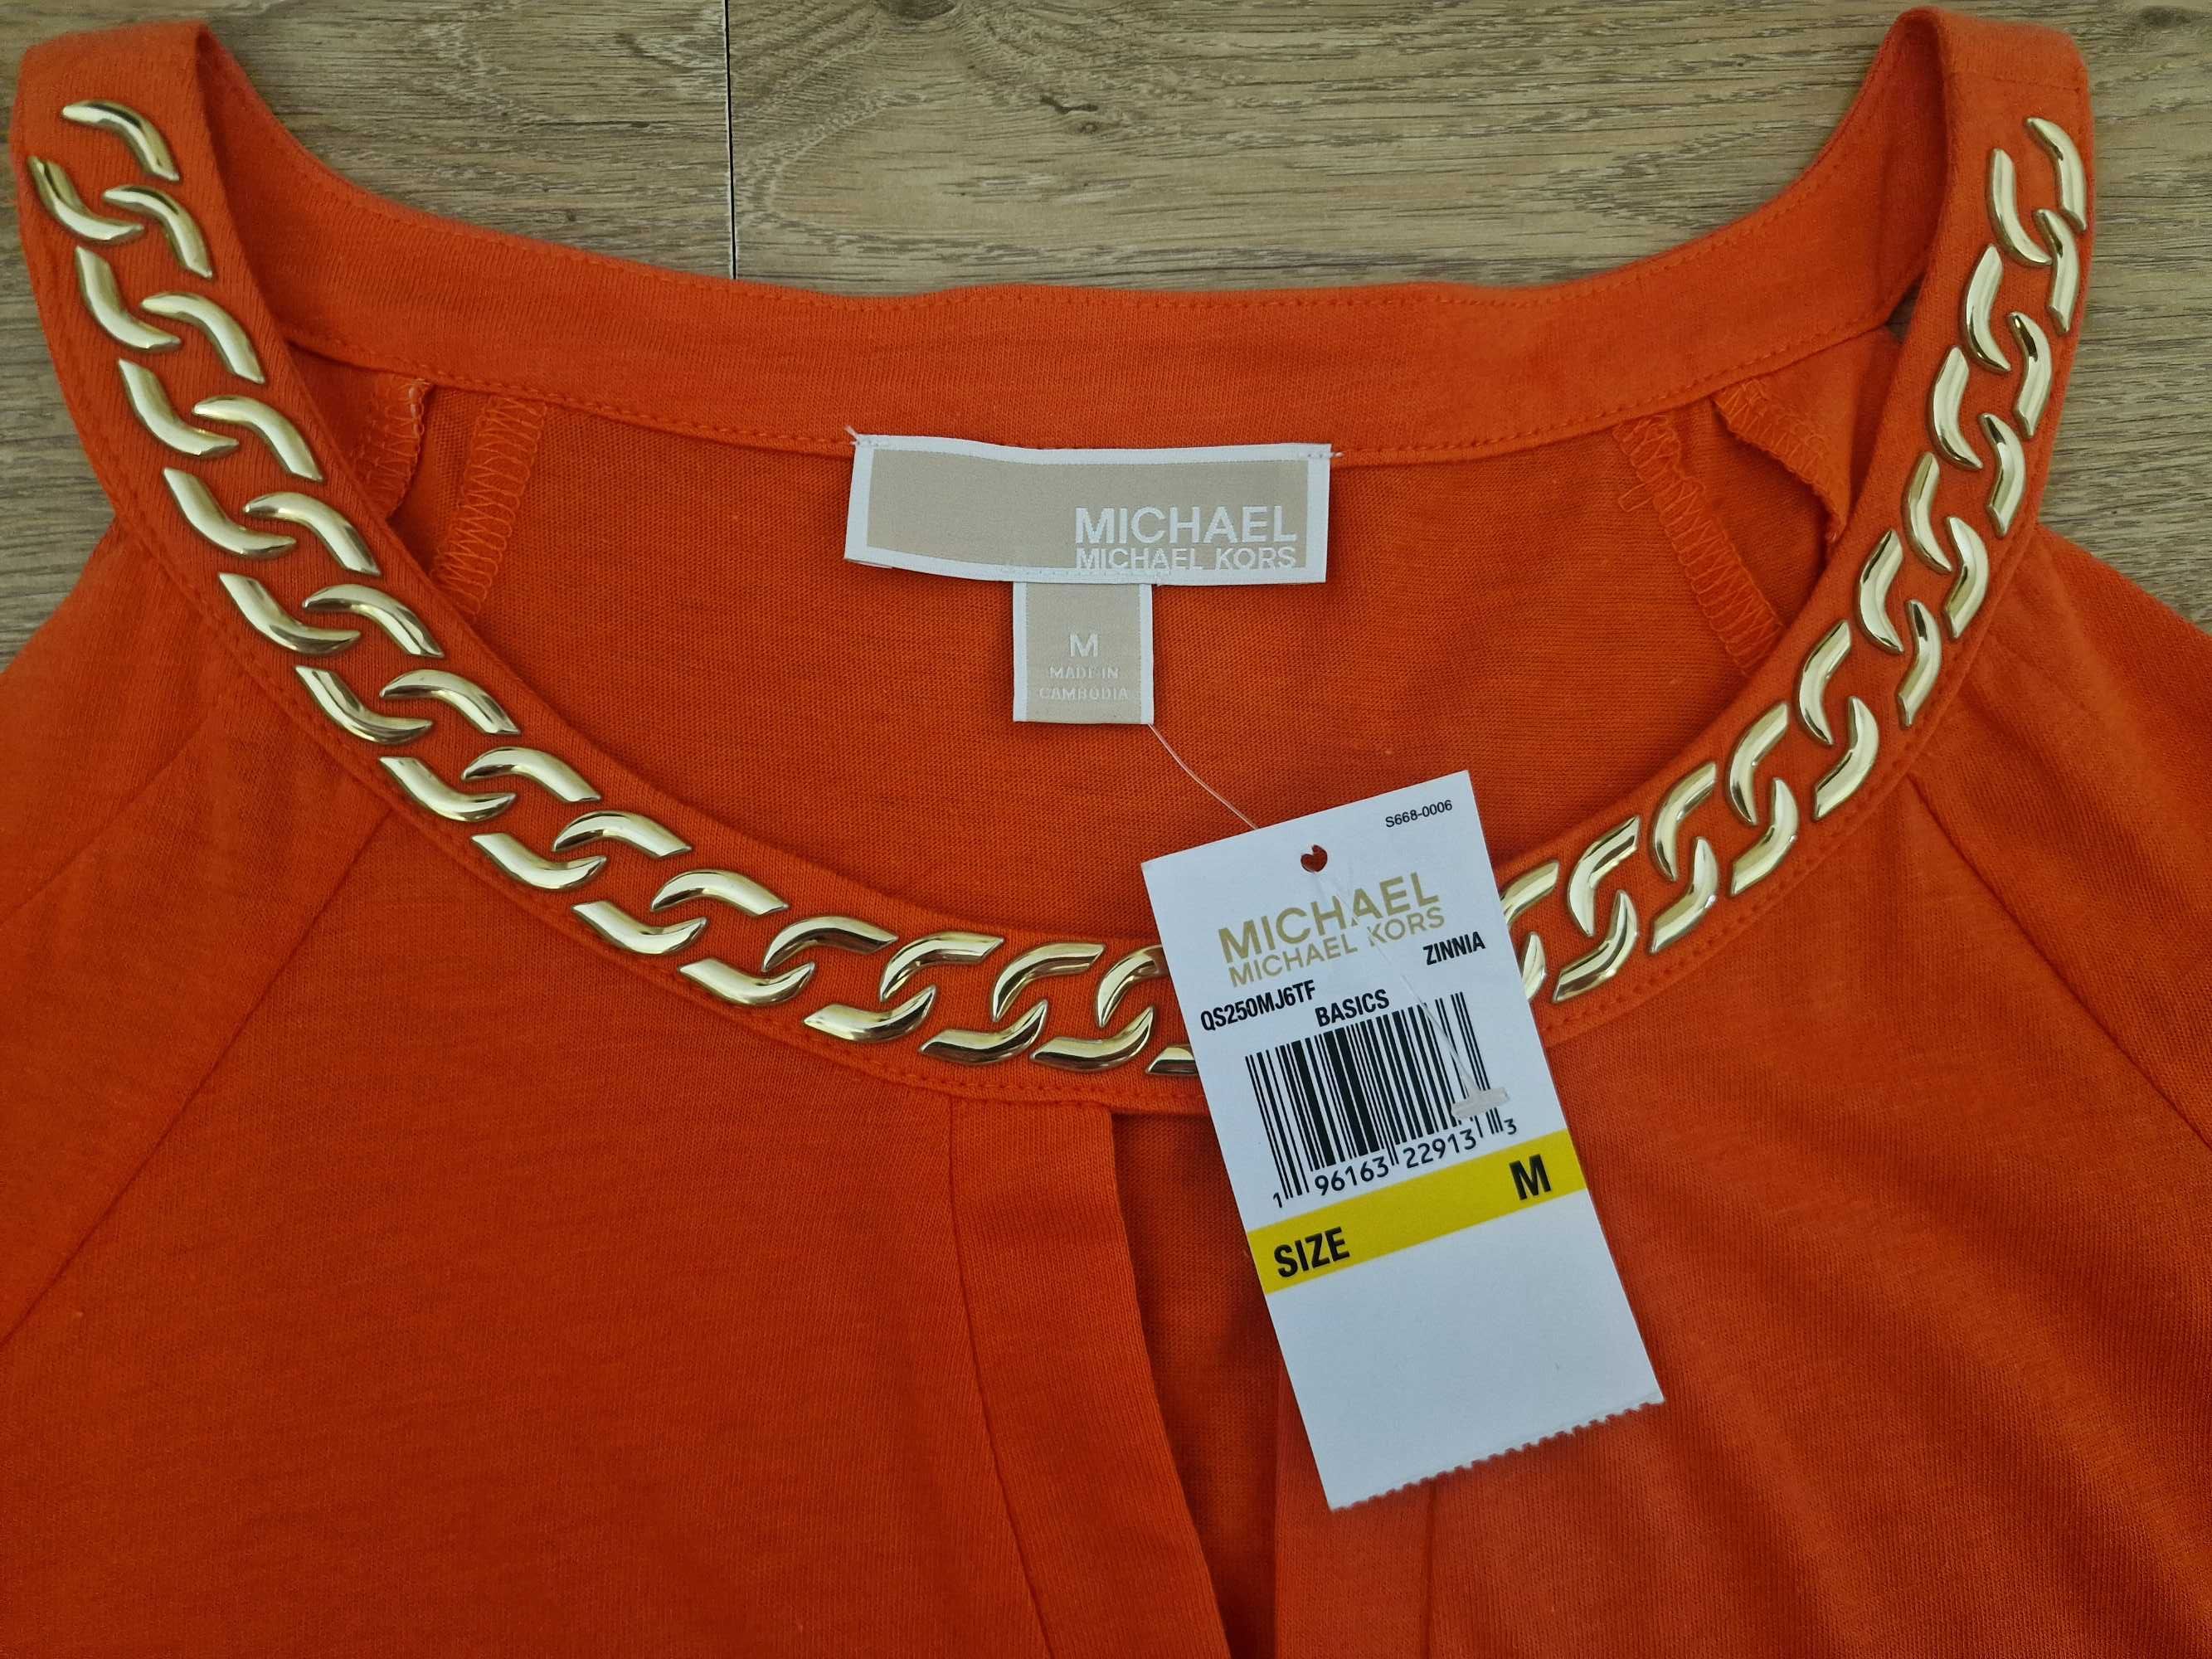 MICHAEL
MICHAEL KORS
M
MADE IN
CAMBODIA
S668-0006
MICHAEL
MICHAEL KORS
ZINNIA
QS250MJ6TF
BASICS
1 96163 22913 3
SIZE M